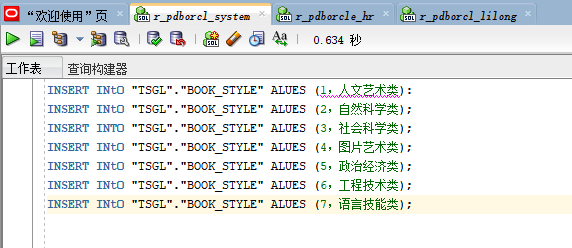 "欢迎使用"页 r_pdborcl_system r_pdborcle_hr r_pdborcl_lilong
0.634 秒
工作表 查询构建器
INSERT INtO "TSGL"."BOOK_STYLE" ALUES (1，人文艺术类):
INSERT INtO "TSGL"."BOOK_STYLE" ALUES (2，自然科学类);
INSERT INtO "TSGL"."BOOK_STYLE" ALUES (3，社会科学类);
INSERT INtO "TSGL"."BOOK_STYLE" ALUES (4，图片艺术类);
INSERT INtO "TSGL"."BOOK_STYLE" ALUES (5，政治经济类);
INSERT INtO "TSGL"."BOOK_STYLE" ALUES (6，工程技术类);
INSERT INtO "TSGL"."BOOK_STYLE" ALUES (7，语言技能类);